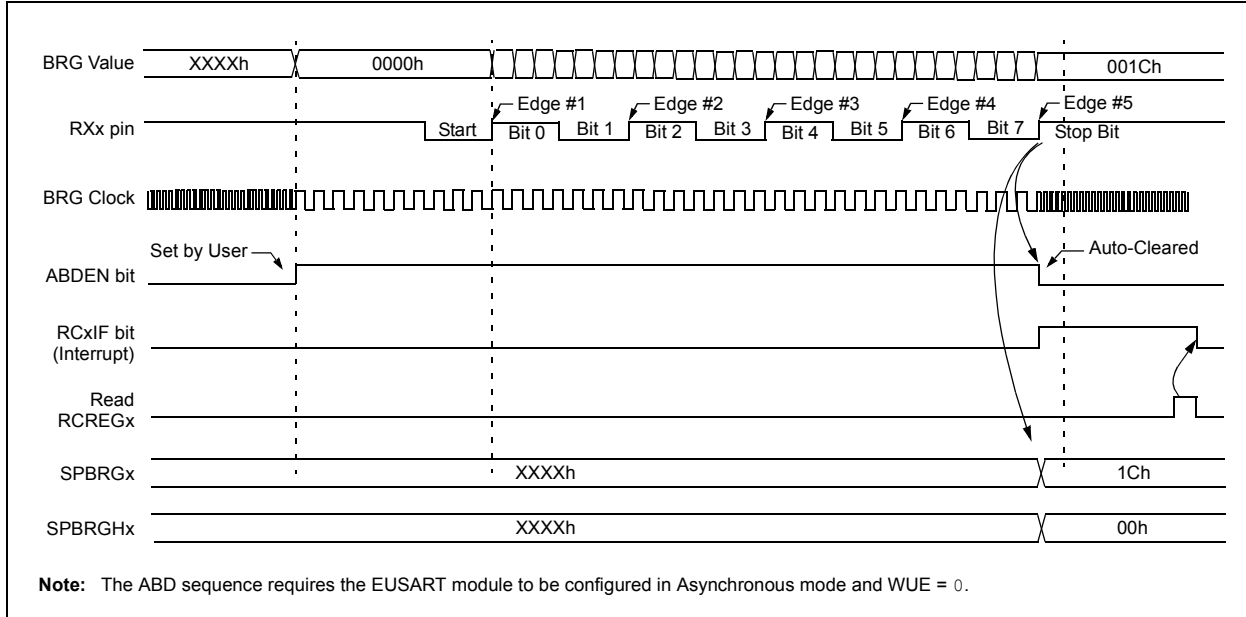 BRG Value XXXXh 0000h 001Ch
Edge #1 Edge #2 Edge #3 Edge #4 Edge #5
RXx pin Start Bit 0 Bit 1 Bit 2 Bit 3 Bit 4 Bit 5 Bit 6 Bit 7 Stop Bit
BRG Clock
Set by User Auto-Cleared
ABDEN bit
RCxIF bit
(Interrupt)
Read
RCREGx
SPBRGx XXXXh 1Ch
SPBRGHx XXXXh 00h
Note: The ABD sequence requires the EUSART module to be configured in Asynchronous mode and WUE = 0.